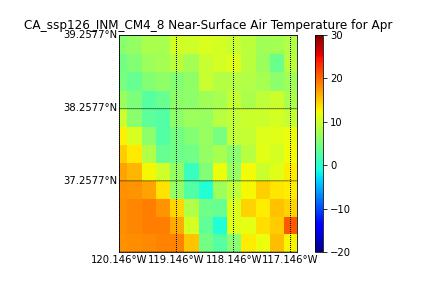 CA_ssp126_INM_CM4_8 Near-Surface Air Temperature for Apr
39.2577°N
38.2577°N
37.2577°N
120.146°W 119.146°W 118.146°W 117.146°W
30
20
10
0
−10
−20